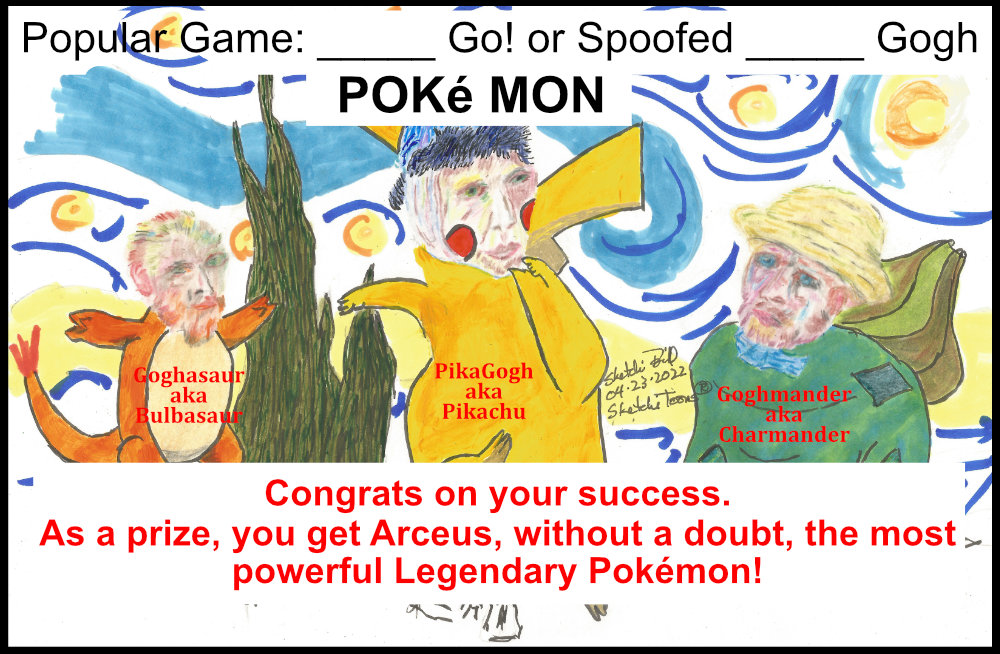 Popular Game: _____ Go! or Spoofed _____ Gogh
POKé MON
Goghasaur
aka
Bulbasaur
PikaGogh
aka
Pikachu
Sketchi Bill
04·23·2022
SketchiToons®
Goghmander
aka
Charmander
Congrats on your success.
As a prize, you get Arceus, without a doubt, the most
powerful Legendary Pokémon!